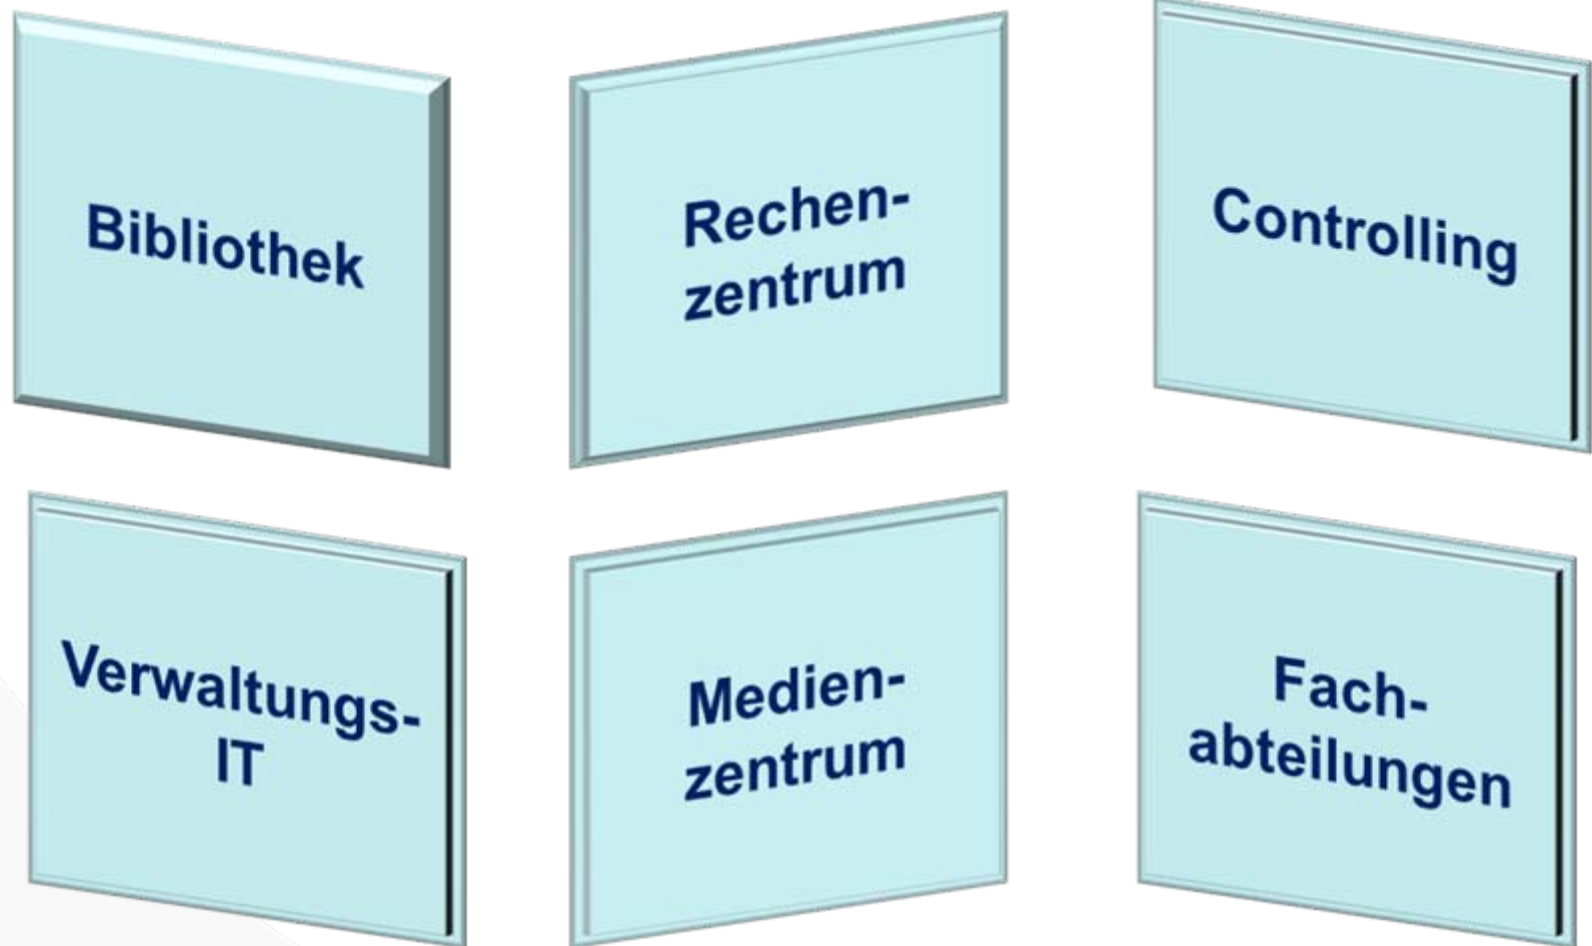 Bibliothek
Rechen-
zentrum
Controlling
Verwaltungs-
IT
Medien-
zentrum
Fach-
abteilungen